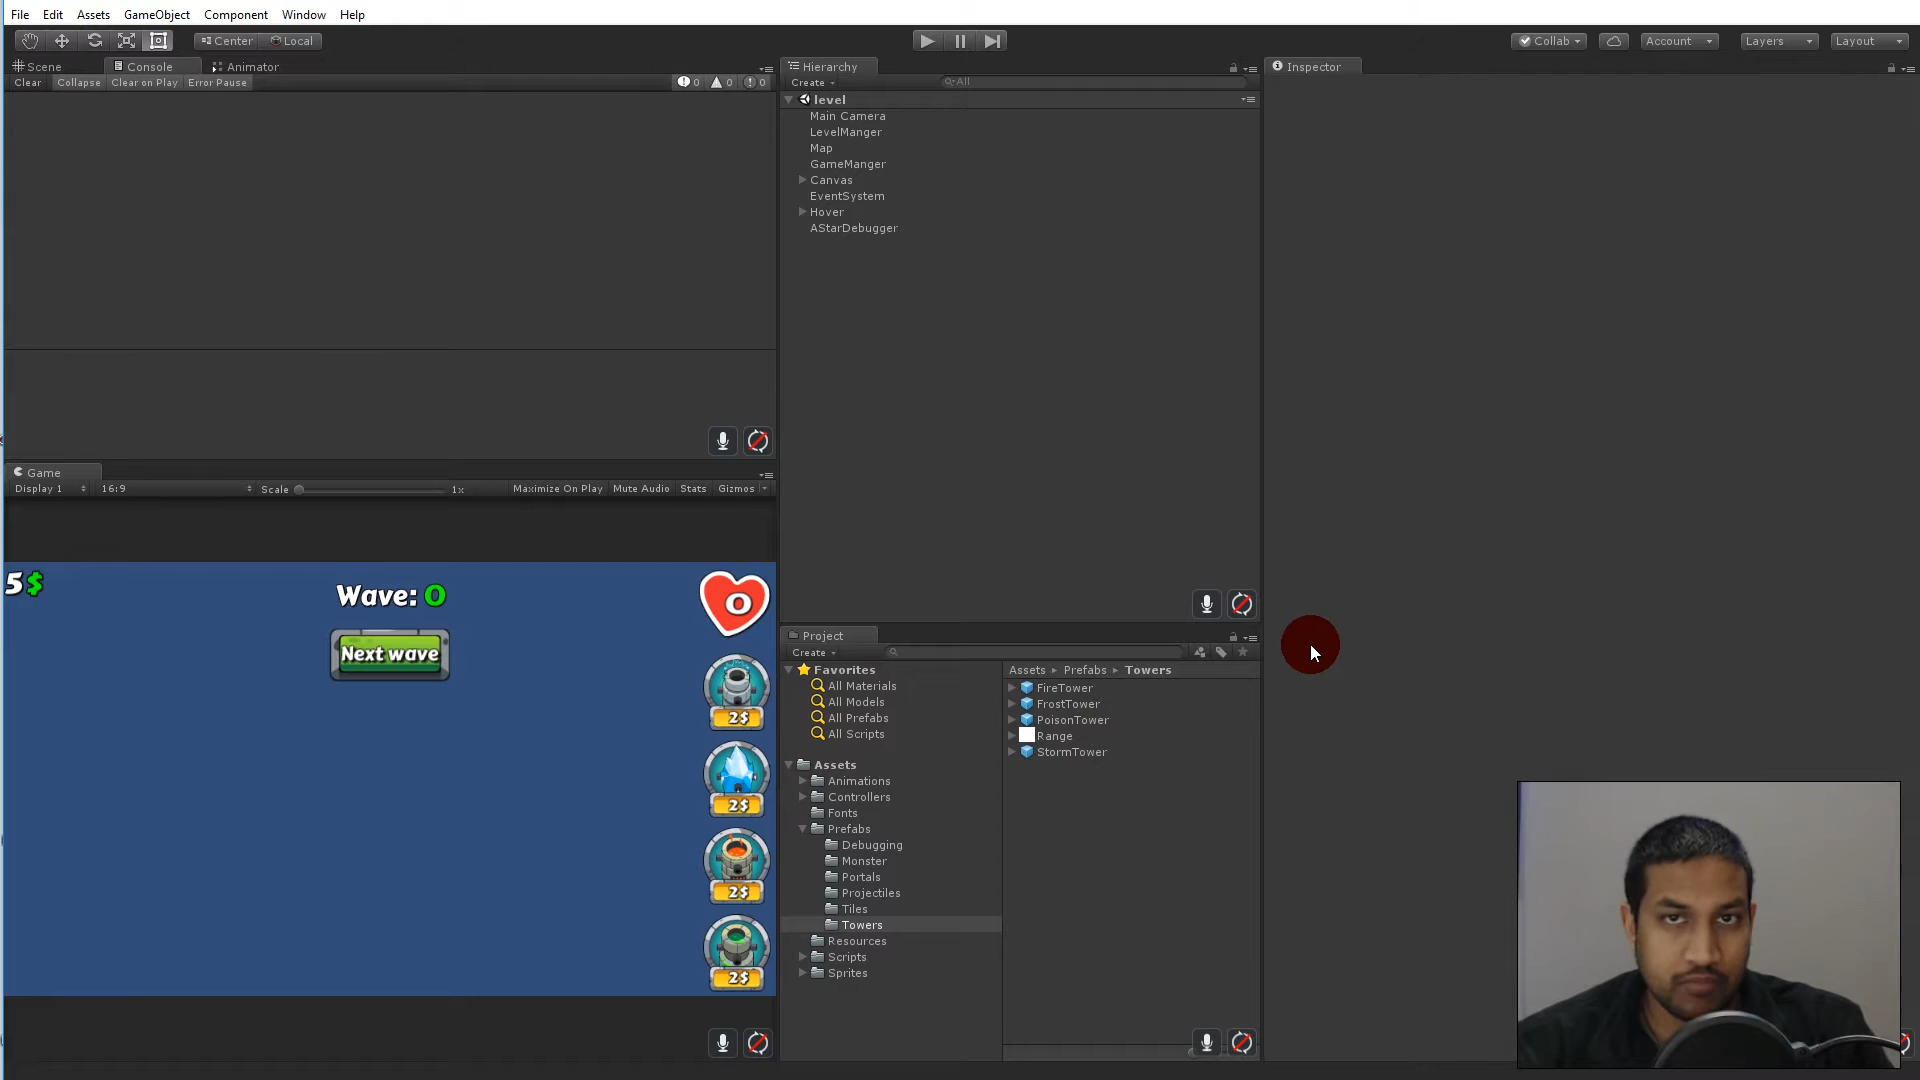 File Edit Assets GameObject Component Window Help
Center Local Collab Account Layers Layout
Scene Console Animator
Clear Collapse Clear on Play Error Pause 0 0 0
Game
Display 1 16:9 Scale 1x Maximize On Play Mute Audio Stats Gizmos
5$
Wave: 0
0
Next wave
2$
2$
2$
2$
Hierarchy
Create All
level
Main Camera
LevelManger
Map
GameManger
Canvas
EventSystem
Hover
AStarDebugger
Project
Create
Favorites
All Materials
All Models
All Prefabs
All Scripts
Assets
Animations
Controllers
Fonts
Prefabs
Debugging
Monster
Portals
Projectiles
Tiles
Towers
Resources
Scripts
Sprites
Assets Prefabs Towers
FireTower
FrostTower
PoisonTower
Range
StormTower
Inspector